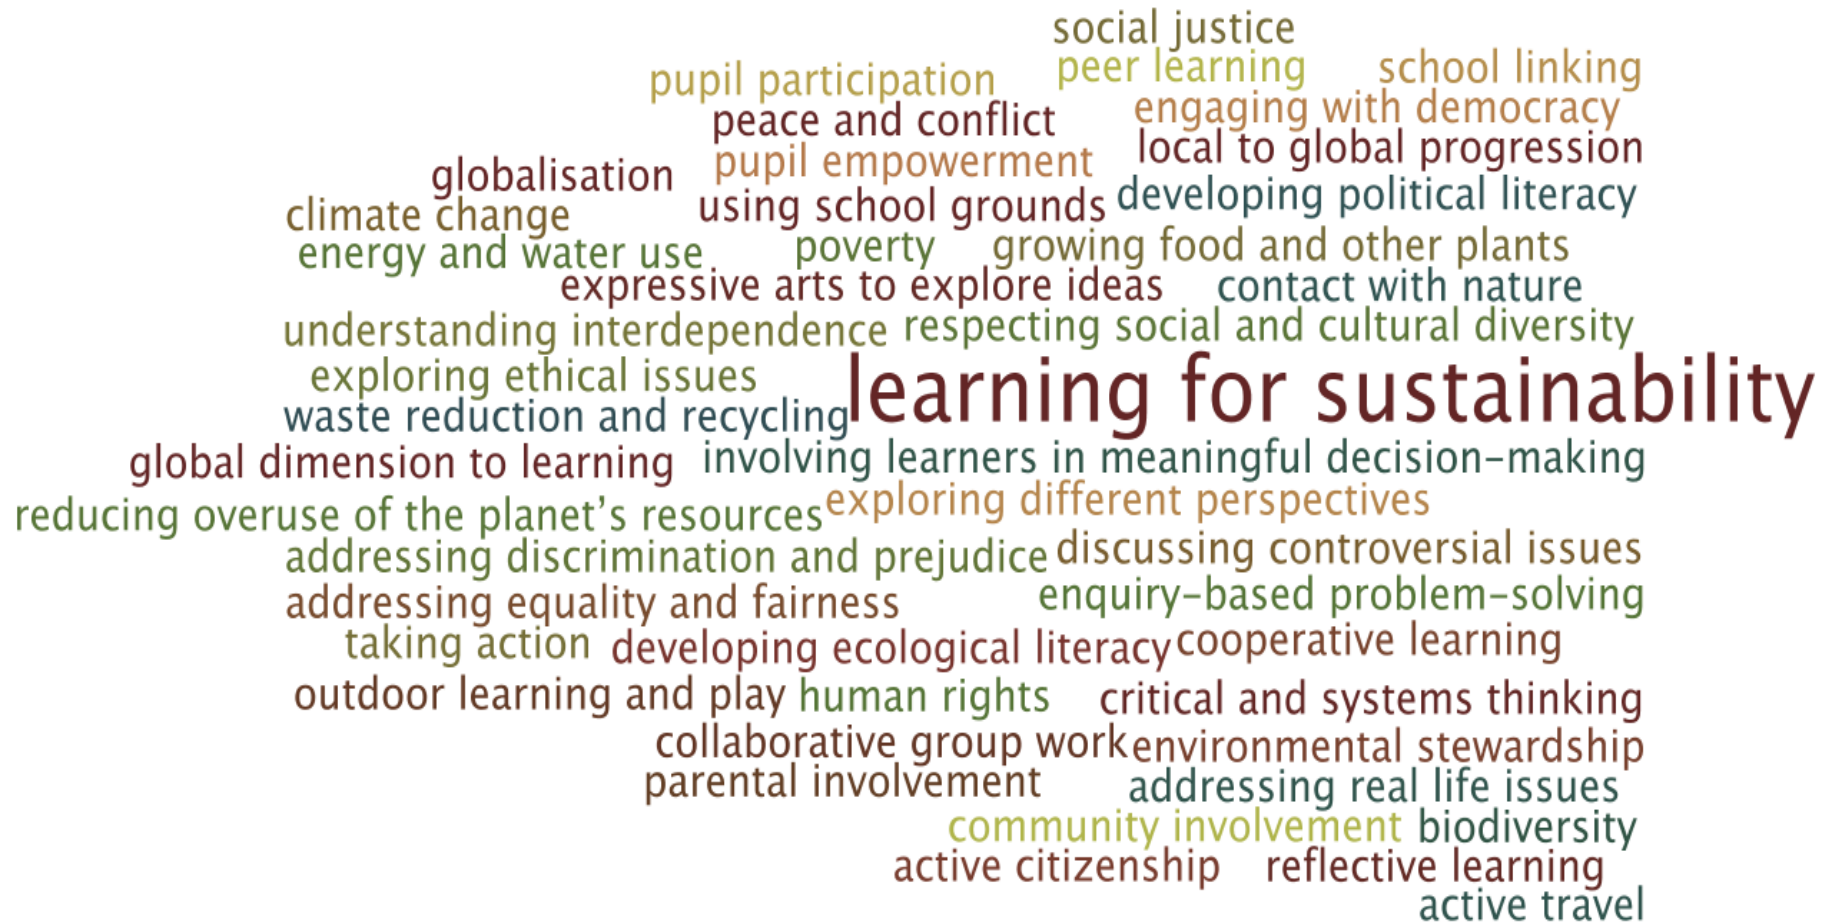 social justice
pupil participation
peer learning
school linking
peace and conflict
engaging with democracy
globalisation
pupil empowerment
local to global progression
climate change
using school grounds
developing political literacy
energy and water use
poverty
growing food and other plants
expressive arts to explore ideas
contact with nature
understanding interdependence
respecting social and cultural diversity
exploring ethical issues
learning for sustainability
waste reduction and recycling
global dimension to learning
involving learners in meaningful decision-making
reducing overuse of the planet’s resources
exploring different perspectives
addressing discrimination and prejudice
discussing controversial issues
addressing equality and fairness
enquiry-based problem-solving
taking action
developing ecological literacy
cooperative learning
outdoor learning and play
human rights
critical and systems thinking
collaborative group work
environmental stewardship
parental involvement
addressing real life issues
community involvement
biodiversity
active citizenship
reflective learning
active travel